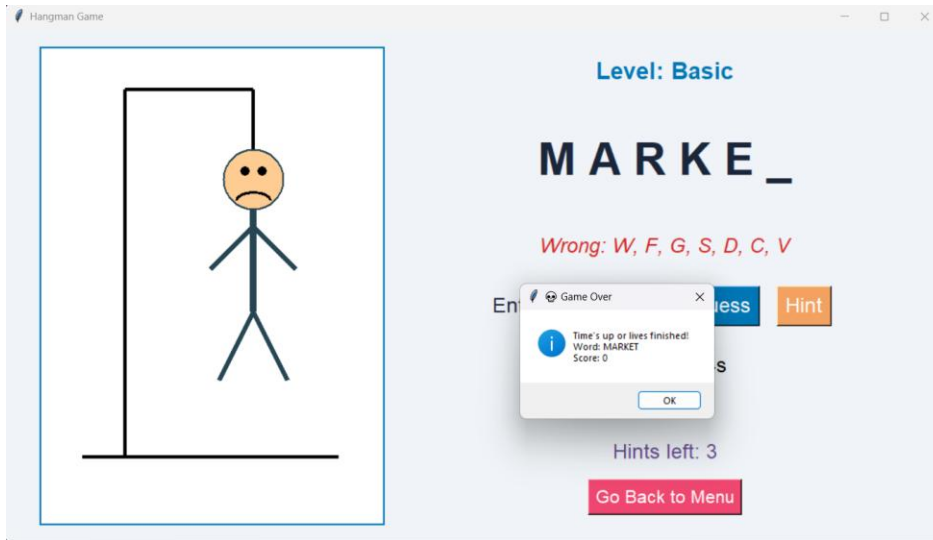 Hangman Game
Level: Basic
M A R K E _
Wrong: W, F, G, S, D, C, V
Hint
Game Over
Time's up or lives finished!
Word: MARKET
Score: 0
OK
Hints left: 3
Go Back to Menu